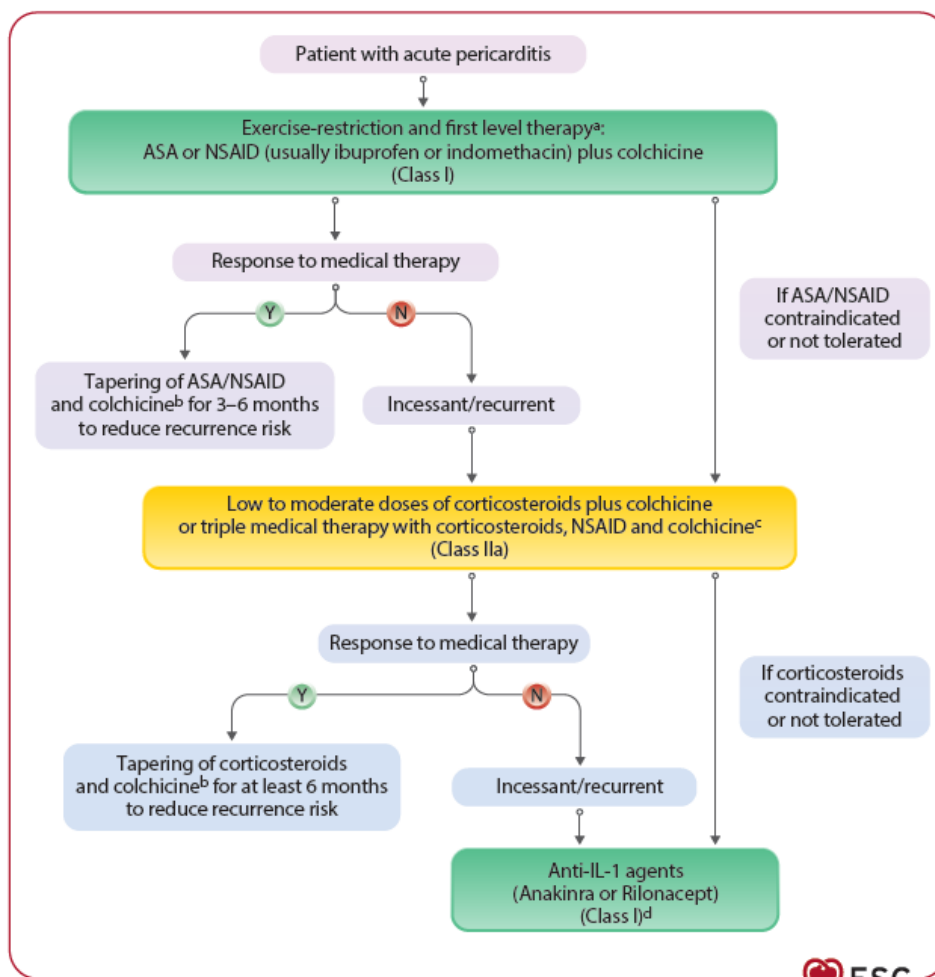 Patient with acute pericarditis
Exercise-restriction and first level therapyᵃ:
ASA or NSAID (usually ibuprofen or indomethacin) plus colchicine
(Class I)
Response to medical therapy
Y
N
If ASA/NSAID
contraindicated
or not tolerated
Tapering of ASA/NSAID
and colchicineᵇ for 3–6 months
to reduce recurrence risk
Incessant/recurrent
Low to moderate doses of corticosteroids plus colchicine
or triple medical therapy with corticosteroids, NSAID and colchicineᶜ
(Class IIa)
Response to medical therapy
Y
N
If corticosteroids
contraindicated
or not tolerated
Tapering of corticosteroids
and colchicineᵇ for at least 6 months
to reduce recurrence risk
Incessant/recurrent
Anti-IL-1 agents
(Anakinra or Rilonacept)
(Class I)ᵈ
ESC